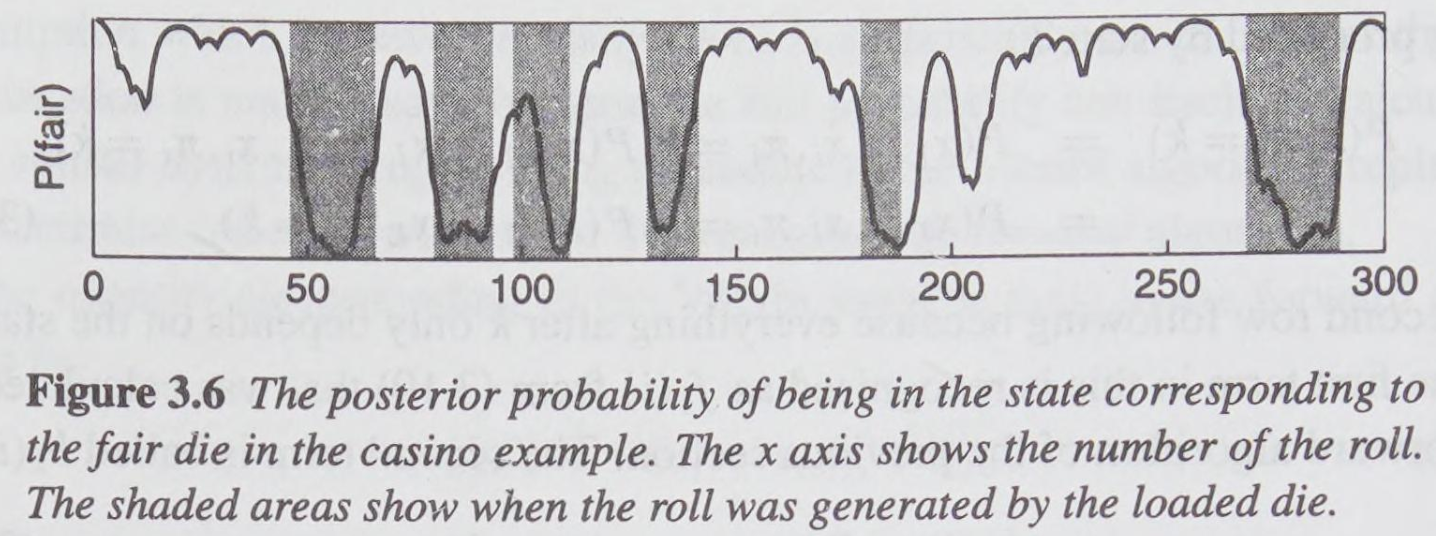 P(fair)
0 50 100 150 200 250 300
Figure 3.6 The posterior probability of being in the state corresponding to
the fair die in the casino example. The x axis shows the number of the roll.
The shaded areas show when the roll was generated by the loaded die.